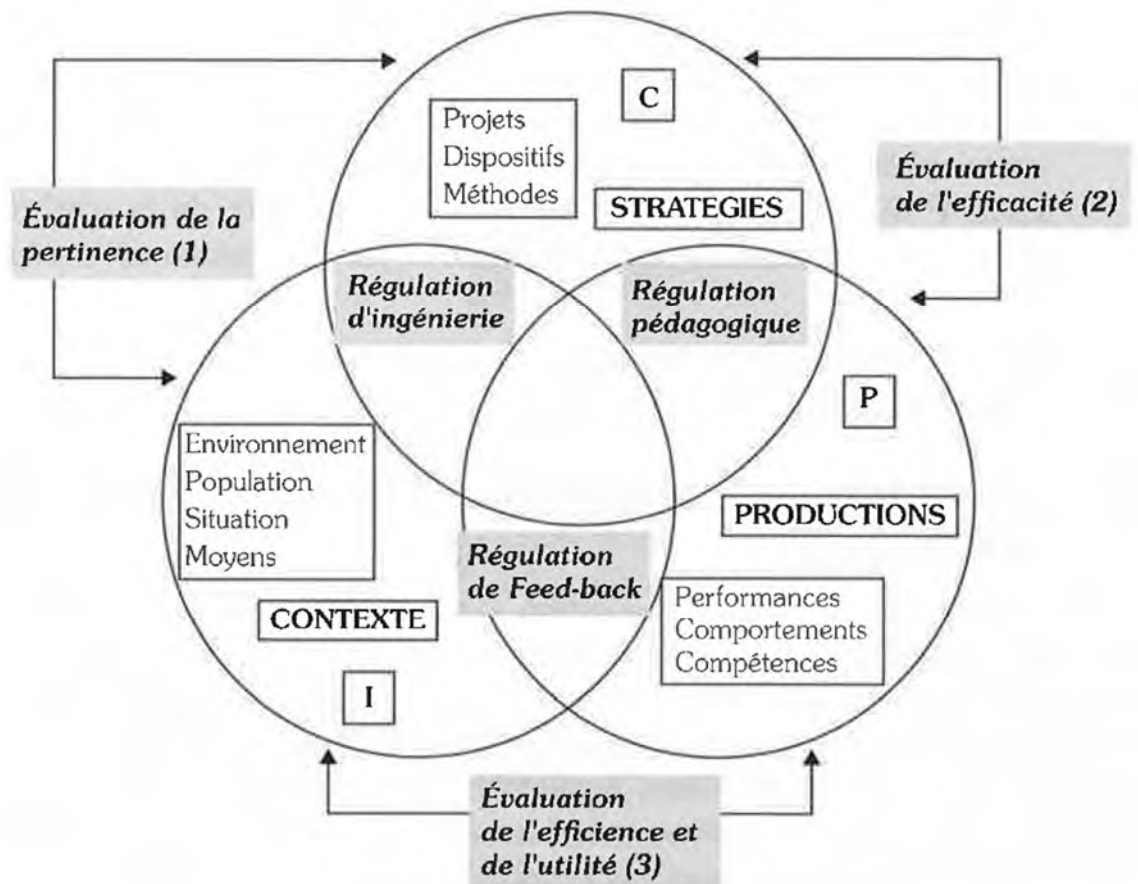 C
Projets
Dispositifs
Méthodes
STRATEGIES
Évaluation de la
pertinence (1)
Évaluation
de l'efficacité (2)
Régulation
d'ingénierie
Régulation
pédagogique
P
Environnement
Population
Situation
Moyens
PRODUCTIONS
Régulation
de Feed-back
CONTEXTE
Performances
Comportements
Compétences
I
Évaluation
de l'efficience et
de l'utilité (3)